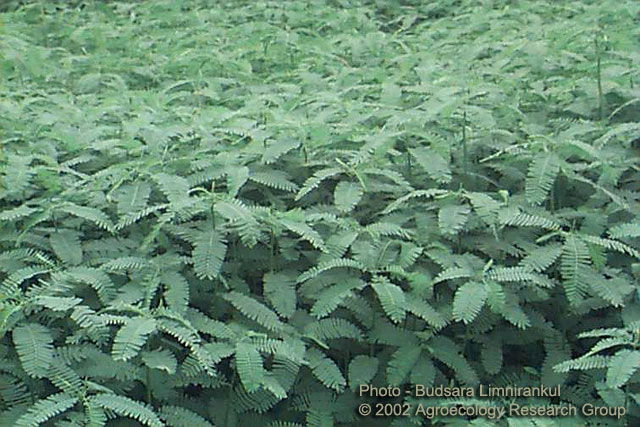 Photo - Budsara Limnirankul
© 2002 Agroecology Research Group